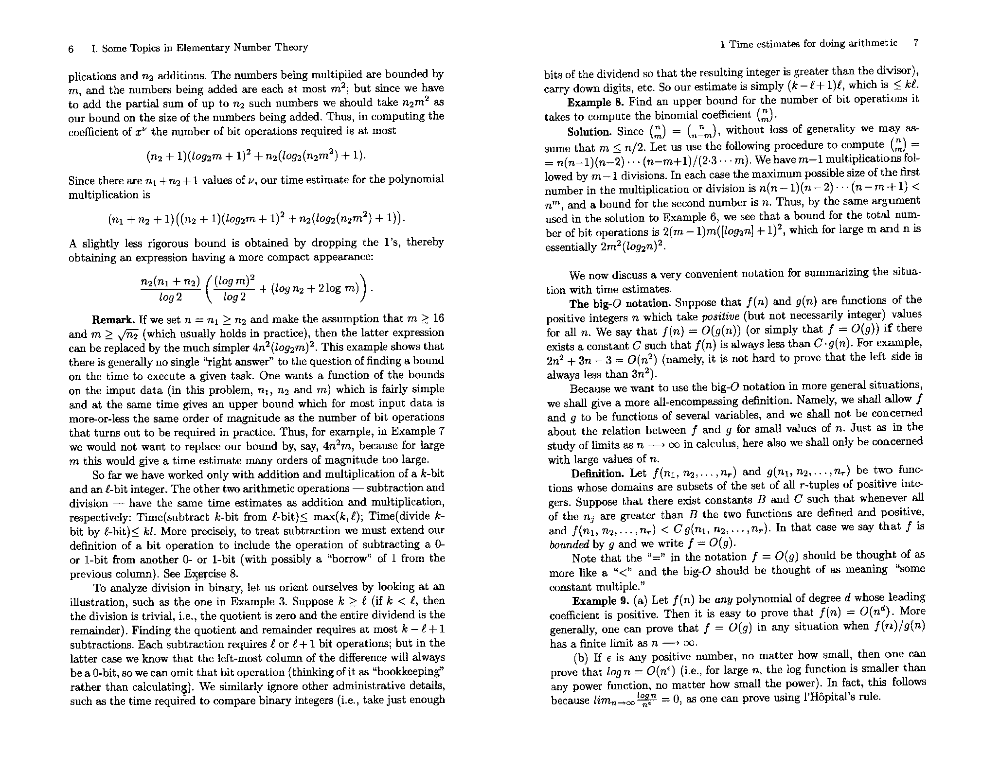 6 I. Some Topics in Elementary Number Theory
plications and n₂ additions. The numbers being multiplied are bounded by
m, and the numbers being added are each at most m²; but since we have
to add the partial sum of up to n₂ such numbers we should take n₂m² as
our bound on the size of the numbers being added. Thus, in computing the
coefficient of x^ν the number of bit operations required is at most
(n₂ + 1)(log₂m + 1)² + n₂(log₂(n₂m²) + 1).
Since there are n₁ + n₂ + 1 values of ν, our time estimate for the polynomial
multiplication is
(n₁ + n₂ + 1)((n₂ + 1)(log₂m + 1)² + n₂(log₂(n₂m²) + 1)).
A slightly less rigorous bound is obtained by dropping the 1's, thereby
obtaining an expression having a more compact appearance:
n₂(n₁ + n₂)/log 2 ((log m)²/log 2 + (log n₂ + 2 log m)).
Remark. If we set n = n₁ ≥ n₂ and make the assumption that m ≥ 16
and m ≥ √n₂ (which usually holds in practice), then the latter expression
can be replaced by the much simpler 4n²(log₂m)². This example shows that
there is generally no single “right answer” to the question of finding a bound
on the time to execute a given task. One wants a function of the bounds
on the imput data (in this problem, n₁, n₂ and m) which is fairly simple
and at the same time gives an upper bound which for most input data is
more-or-less the same order of magnitude as the number of bit operations
that turns out to be required in practice. Thus, for example, in Example 7
we would not want to replace our bound by, say, 4n²m, because for large
m this would give a time estimate many orders of magnitude too large.
So far we have worked only with addition and multiplication of a k-bit
and an ℓ-bit integer. The other two arithmetic operations — subtraction and
division — have the same time estimates as addition and multiplication,
respectively: Time(subtract k-bit from ℓ-bit)≤ max(k, ℓ); Time(divide k-
bit by ℓ-bit)≤ kl. More precisely, to treat subtraction we must extend our
definition of a bit operation to include the operation of subtracting a 0-
or 1-bit from another 0- or 1-bit (with possibly a “borrow” of 1 from the
previous column). See Exercise 8.
To analyze division in binary, let us orient ourselves by looking at an
illustration, such as the one in Example 3. Suppose k ≥ ℓ (if k < ℓ, then
the division is trivial, i.e., the quotient is zero and the entire dividend is the
remainder). Finding the quotient and remainder requires at most k − ℓ + 1
subtractions. Each subtraction requires ℓ or ℓ + 1 bit operations; but in the
latter case we know that the left-most column of the difference will always
be a 0-bit, so we can omit that bit operation (thinking of it as “bookkeeping”
rather than calculating). We similarly ignore other administrative details,
such as the time required to compare binary integers (i.e., take just enough
1 Time estimates for doing arithmetic 7
bits of the dividend so that the resulting integer is greater than the divisor),
carry down digits, etc. So our estimate is simply (k − ℓ + 1)ℓ, which is ≤ kℓ.
Example 8. Find an upper bound for the number of bit operations it
takes to compute the binomial coefficient (n m).
Solution. Since (n m) = (n n−m), without loss of generality we may as-
sume that m ≤ n/2. Let us use the following procedure to compute (n m) =
= n(n−1)(n−2)···(n−m+1)/(2·3···m). We have m−1 multiplications fol-
lowed by m−1 divisions. In each case the maximum possible size of the first
number in the multiplication or division is n(n − 1)(n − 2)···(n − m + 1) <
n^m, and a bound for the second number is n. Thus, by the same argument
used in the solution to Example 6, we see that a bound for the total num-
ber of bit operations is 2(m − 1)m([log₂n] + 1)², which for large m and n is
essentially 2m²(log₂n)².
We now discuss a very convenient notation for summarizing the situa-
tion with time estimates.
The big-O notation. Suppose that f(n) and g(n) are functions of the
positive integers n which take positive (but not necessarily integer) values
for all n. We say that f(n) = O(g(n)) (or simply that f = O(g)) if there
exists a constant C such that f(n) is always less than C·g(n). For example,
2n² + 3n − 3 = O(n²) (namely, it is not hard to prove that the left side is
always less than 3n²).
Because we want to use the big-O notation in more general situations,
we shall give a more all-encompassing definition. Namely, we shall allow f
and g to be functions of several variables, and we shall not be concerned
about the relation between f and g for small values of n. Just as in the
study of limits as n ⟶ ∞ in calculus, here also we shall only be concerned
with large values of n.
Definition. Let f(n₁, n₂,...,nᵣ) and g(n₁, n₂,...,nᵣ) be two func-
tions whose domains are subsets of the set of all r-tuples of positive inte-
gers. Suppose that there exist constants B and C such that whenever all
of the nⱼ are greater than B the two functions are defined and positive,
and f(n₁, n₂,...,nᵣ) < C g(n₁, n₂,...,nᵣ). In that case we say that f is
bounded by g and we write f = O(g).
Note that the “=” in the notation f = O(g) should be thought of as
more like a “<” and the big-O should be thought of as meaning “some
constant multiple.”
Example 9. (a) Let f(n) be any polynomial of degree d whose leading
coefficient is positive. Then it is easy to prove that f(n) = O(n^d). More
generally, one can prove that f = O(g) in any situation when f(n)/g(n)
has a finite limit as n ⟶ ∞.
(b) If ϵ is any positive number, no matter how small, then one can
prove that log n = O(n^ϵ) (i.e., for large n, the log function is smaller than
any power function, no matter how small the power). In fact, this follows
because lim n→∞ log n/n^ϵ = 0, as one can prove using l'Hôpital's rule.